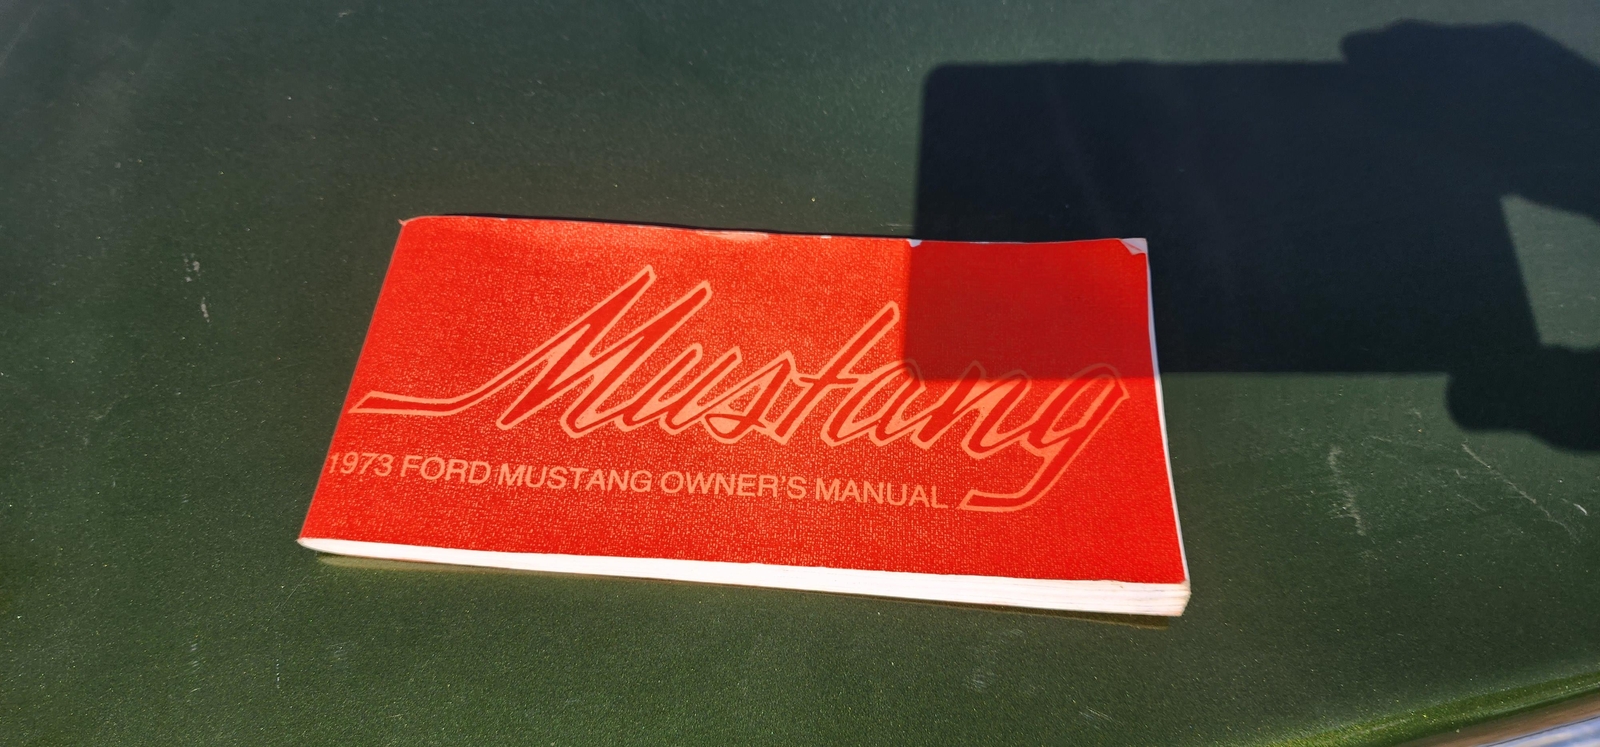 Mustang
1973 FORD MUSTANG OWNER'S MANUAL